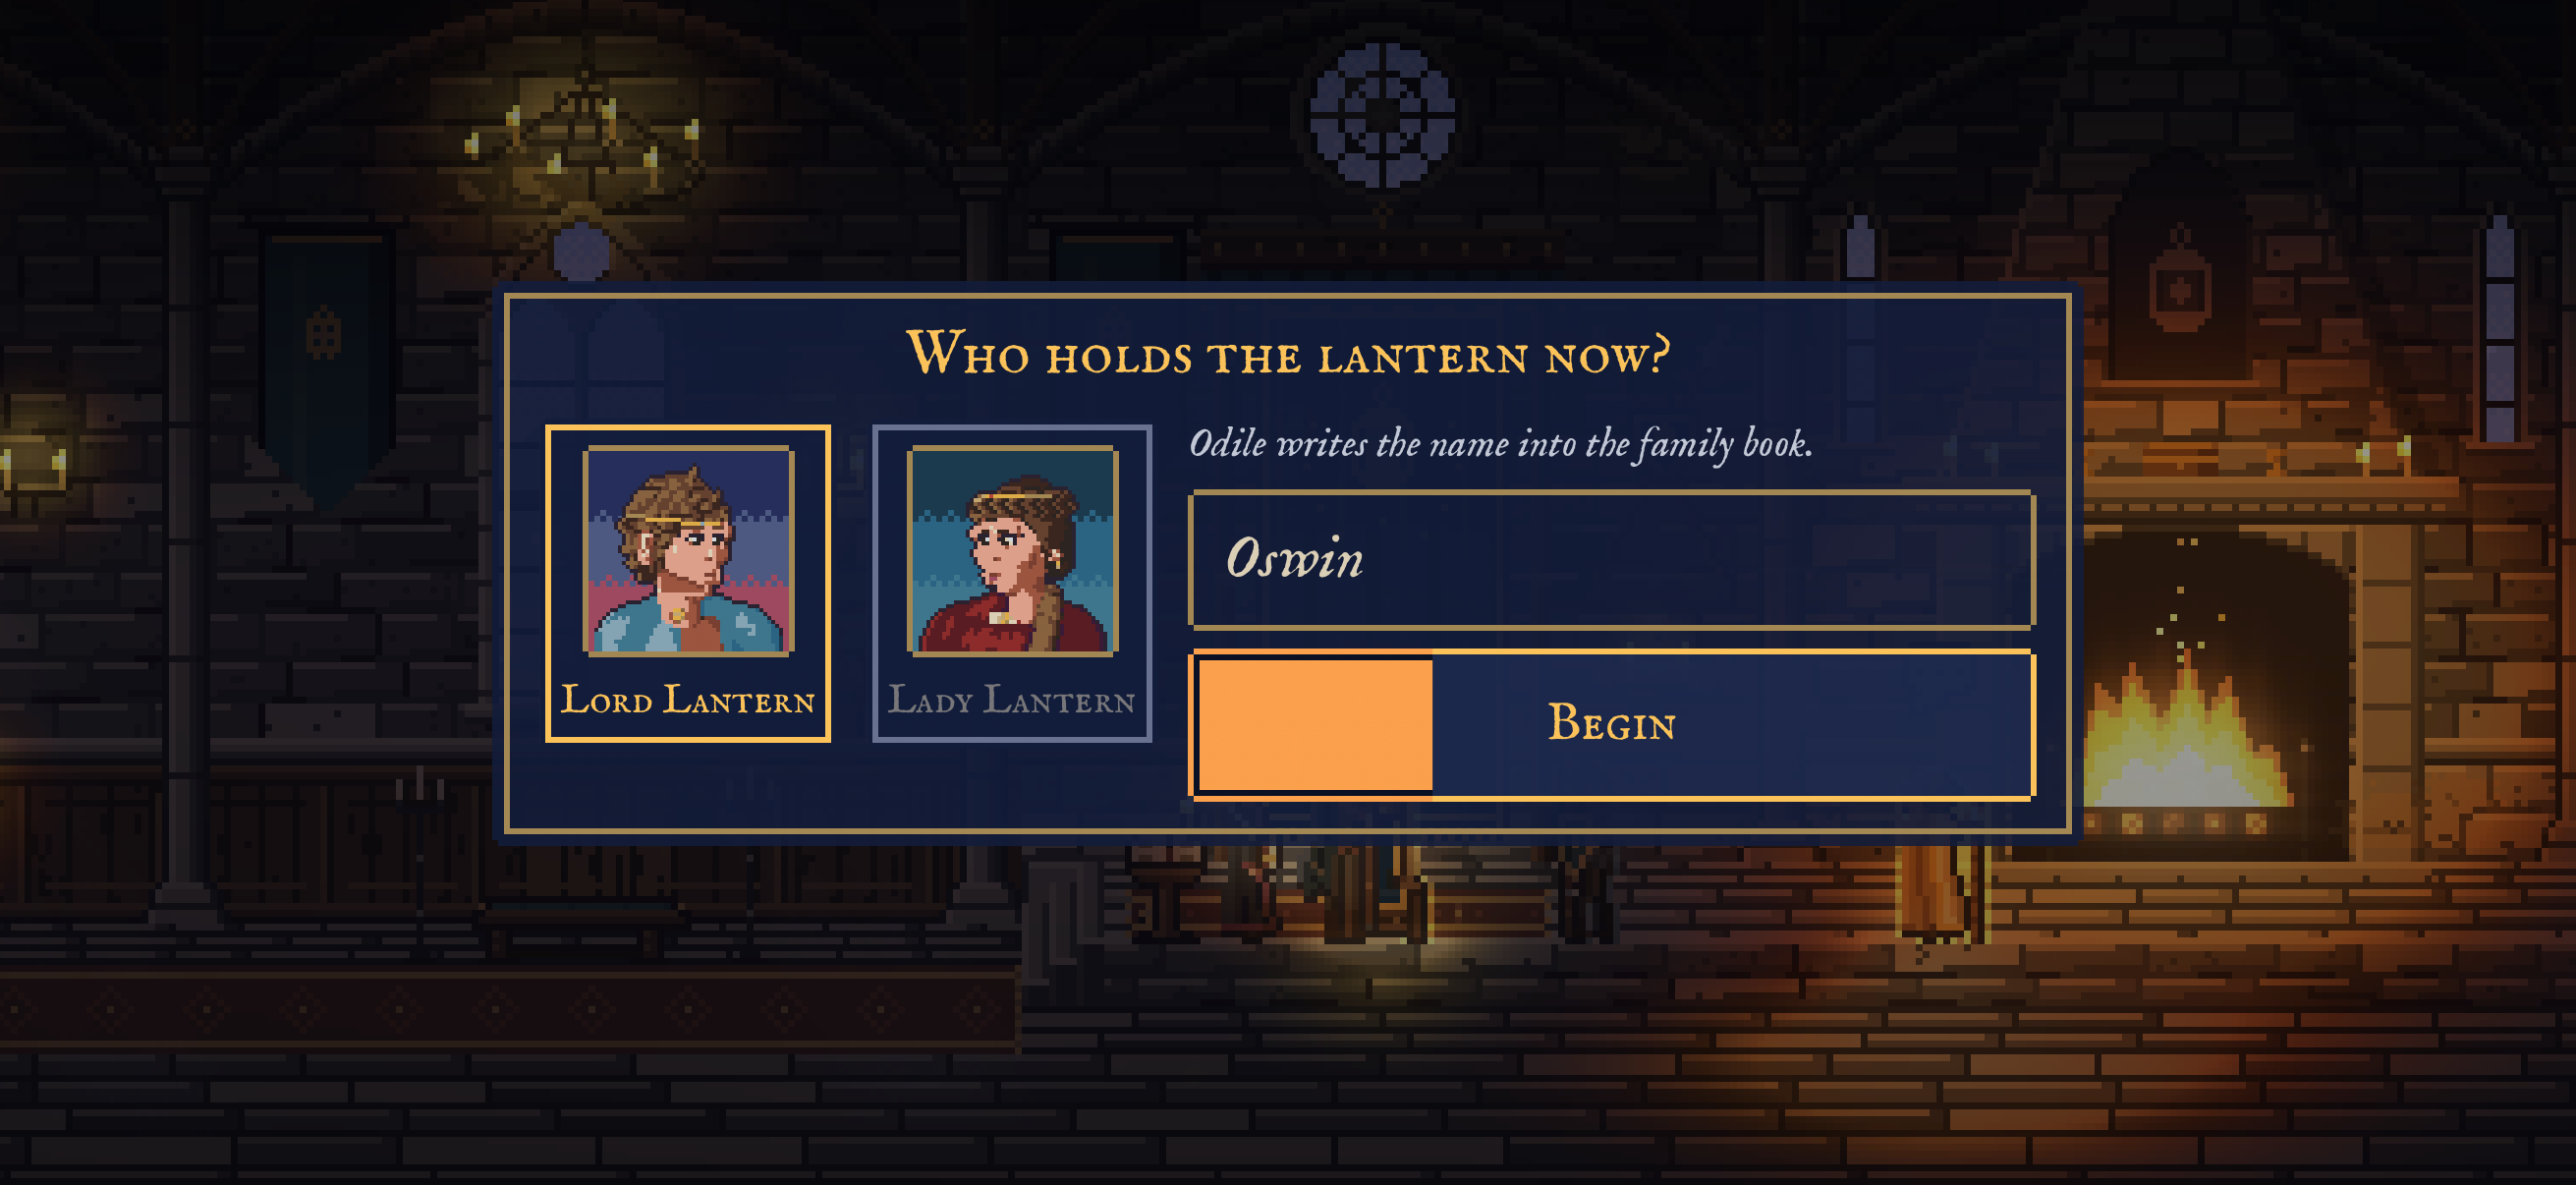 Who holds the lantern now?
Odile writes the name into the family book.
Oswin
Lord Lantern
Lady Lantern
Begin